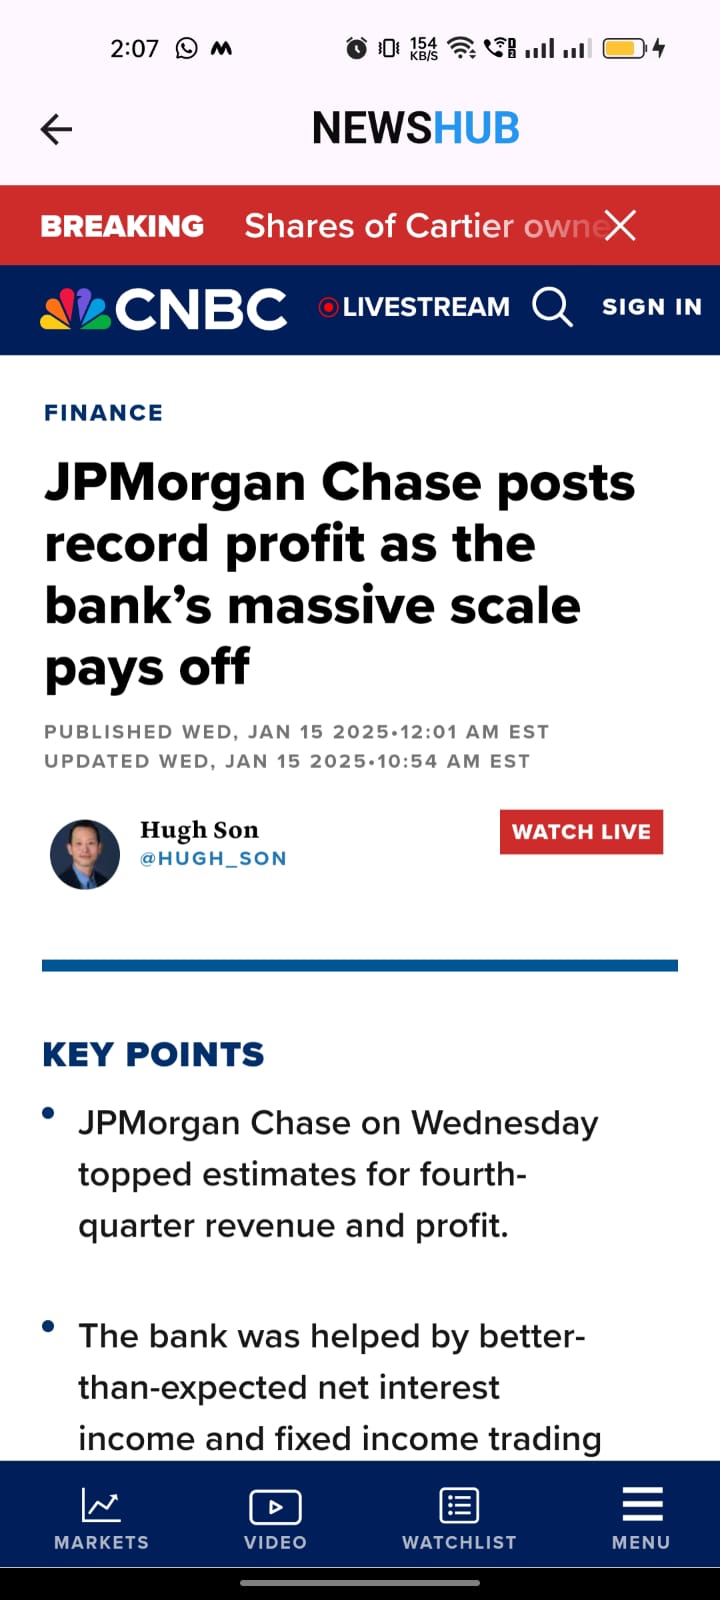 2:07
154
KB/S
NEWSHUB
BREAKING Shares of Cartier owne
CNBC LIVESTREAM SIGN IN
FINANCE
JPMorgan Chase posts
record profit as the
bank’s massive scale
pays off
PUBLISHED WED, JAN 15 2025•12:01 AM EST
UPDATED WED, JAN 15 2025•10:54 AM EST
Hugh Son
@HUGH_SON
WATCH LIVE
KEY POINTS
• JPMorgan Chase on Wednesday
topped estimates for fourth-
quarter revenue and profit.
• The bank was helped by better-
than-expected net interest
income and fixed income trading
MARKETS VIDEO WATCHLIST MENU